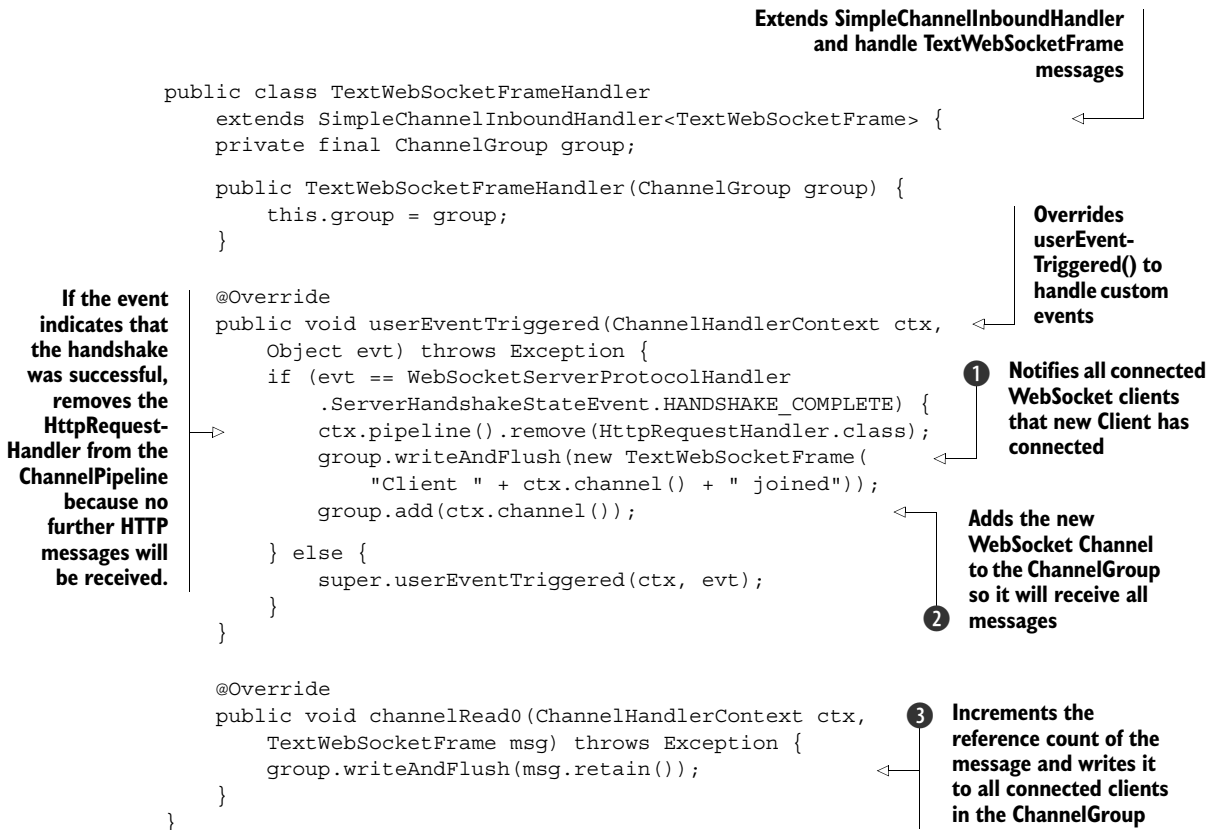 Extends SimpleChannelInboundHandler
and handle TextWebSocketFrame
messages
public class TextWebSocketFrameHandler
extends SimpleChannelInboundHandler<TextWebSocketFrame> {
private final ChannelGroup group;
public TextWebSocketFrameHandler(ChannelGroup group) {
this.group = group;
}
Overrides
userEvent-
Triggered() to
handle custom
events
If the event
indicates that
the handshake
was successful,
removes the
HttpRequest-
Handler from the
ChannelPipeline
because no
further HTTP
messages will
be received.
@Override
public void userEventTriggered(ChannelHandlerContext ctx,
Object evt) throws Exception {
if (evt == WebSocketServerProtocolHandler
.ServerHandshakeStateEvent.HANDSHAKE_COMPLETE) {
ctx.pipeline().remove(HttpRequestHandler.class);
group.writeAndFlush(new TextWebSocketFrame(
"Client " + ctx.channel() + " joined"));
group.add(ctx.channel());
} else {
super.userEventTriggered(ctx, evt);
}
}
1 Notifies all connected
WebSocket clients
that new Client has
connected
Adds the new
WebSocket Channel
to the ChannelGroup
so it will receive all
2 messages
@Override
public void channelRead0(ChannelHandlerContext ctx,
TextWebSocketFrame msg) throws Exception {
group.writeAndFlush(msg.retain());
}
}
3 Increments the
reference count of the
message and writes it
to all connected clients
in the ChannelGroup